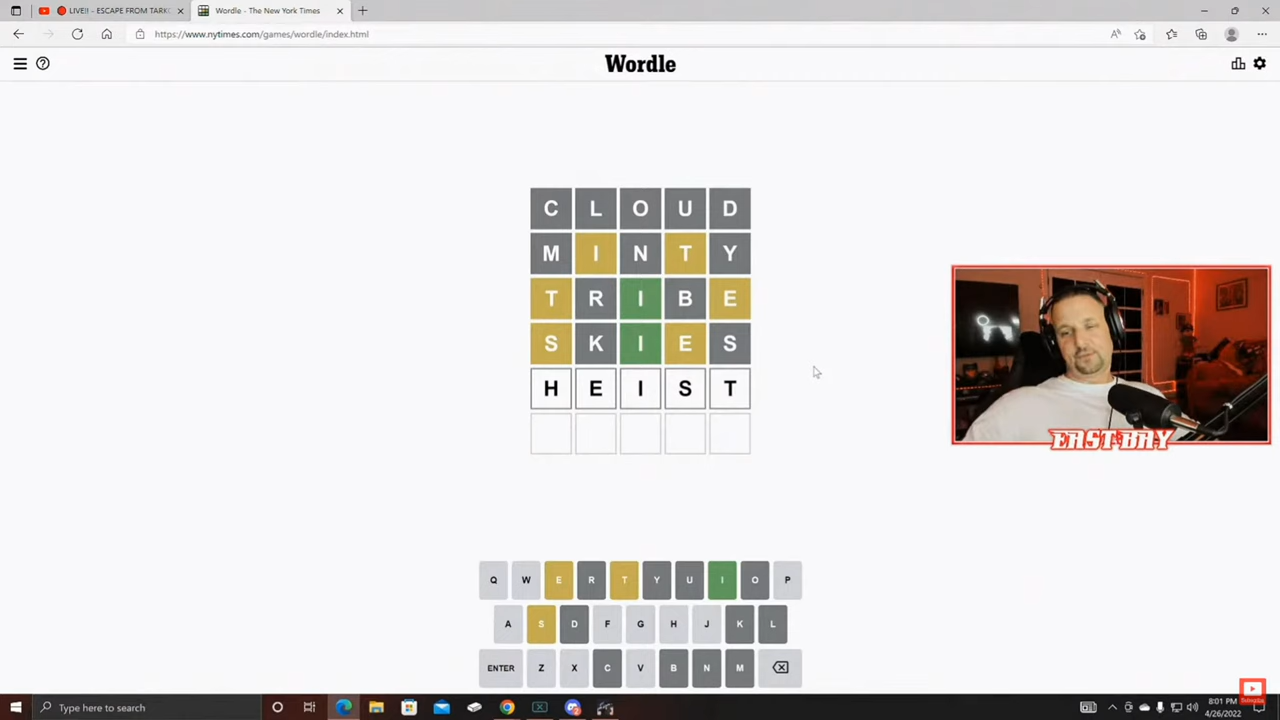 LIVE!! - ESCAPE FROM TARKO
Wordle - The New York Times
https://www.nytimes.com/games/wordle/index.html
Wordle
C L O U D
M I N T Y
T R I B E
S K I E S
H E I S T
EAST BAY
Q W E R T Y U I O P
A S D F G H J K L
ENTER Z X C V B N M
Type here to search
8:01 PM
4/26/2022